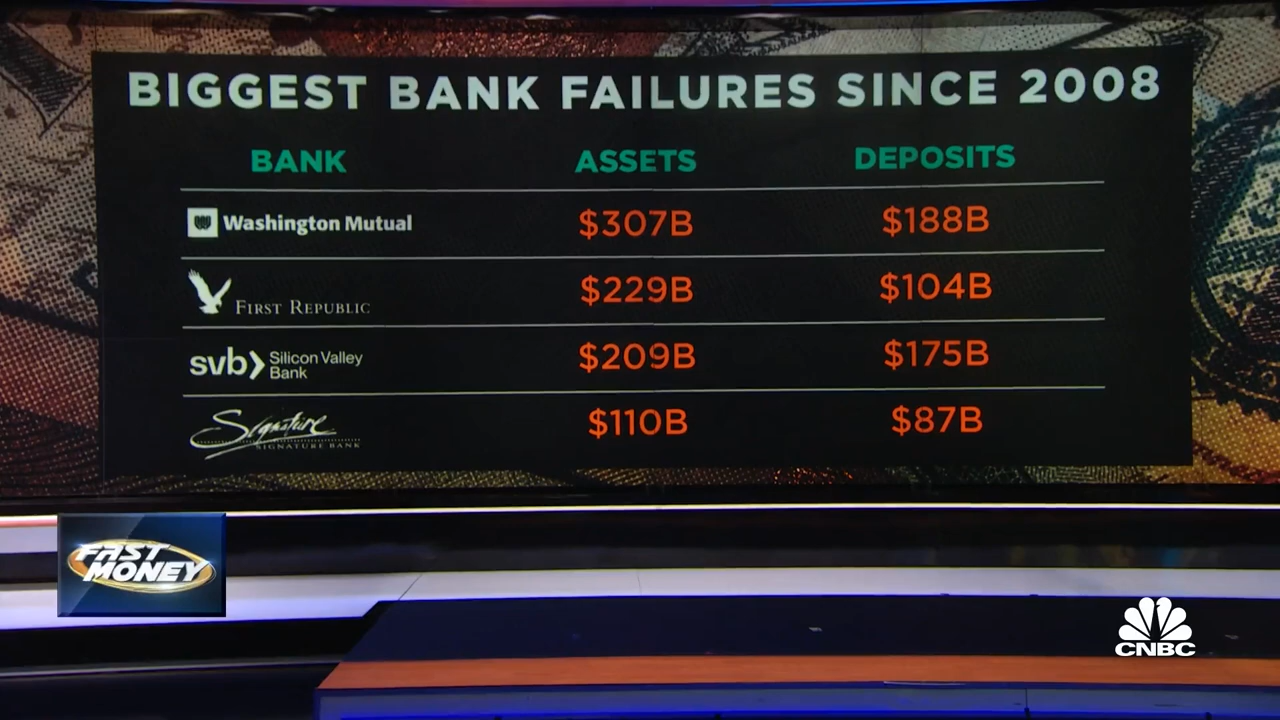 BIGGEST BANK FAILURES SINCE 2008
BANK ASSETS DEPOSITS
Washington Mutual $307B $188B
FIRST REPUBLIC $229B $104B
svb Silicon Valley Bank $209B $175B
Signature SIGNATURE BANK $110B $87B
FAST MONEY
CNBC